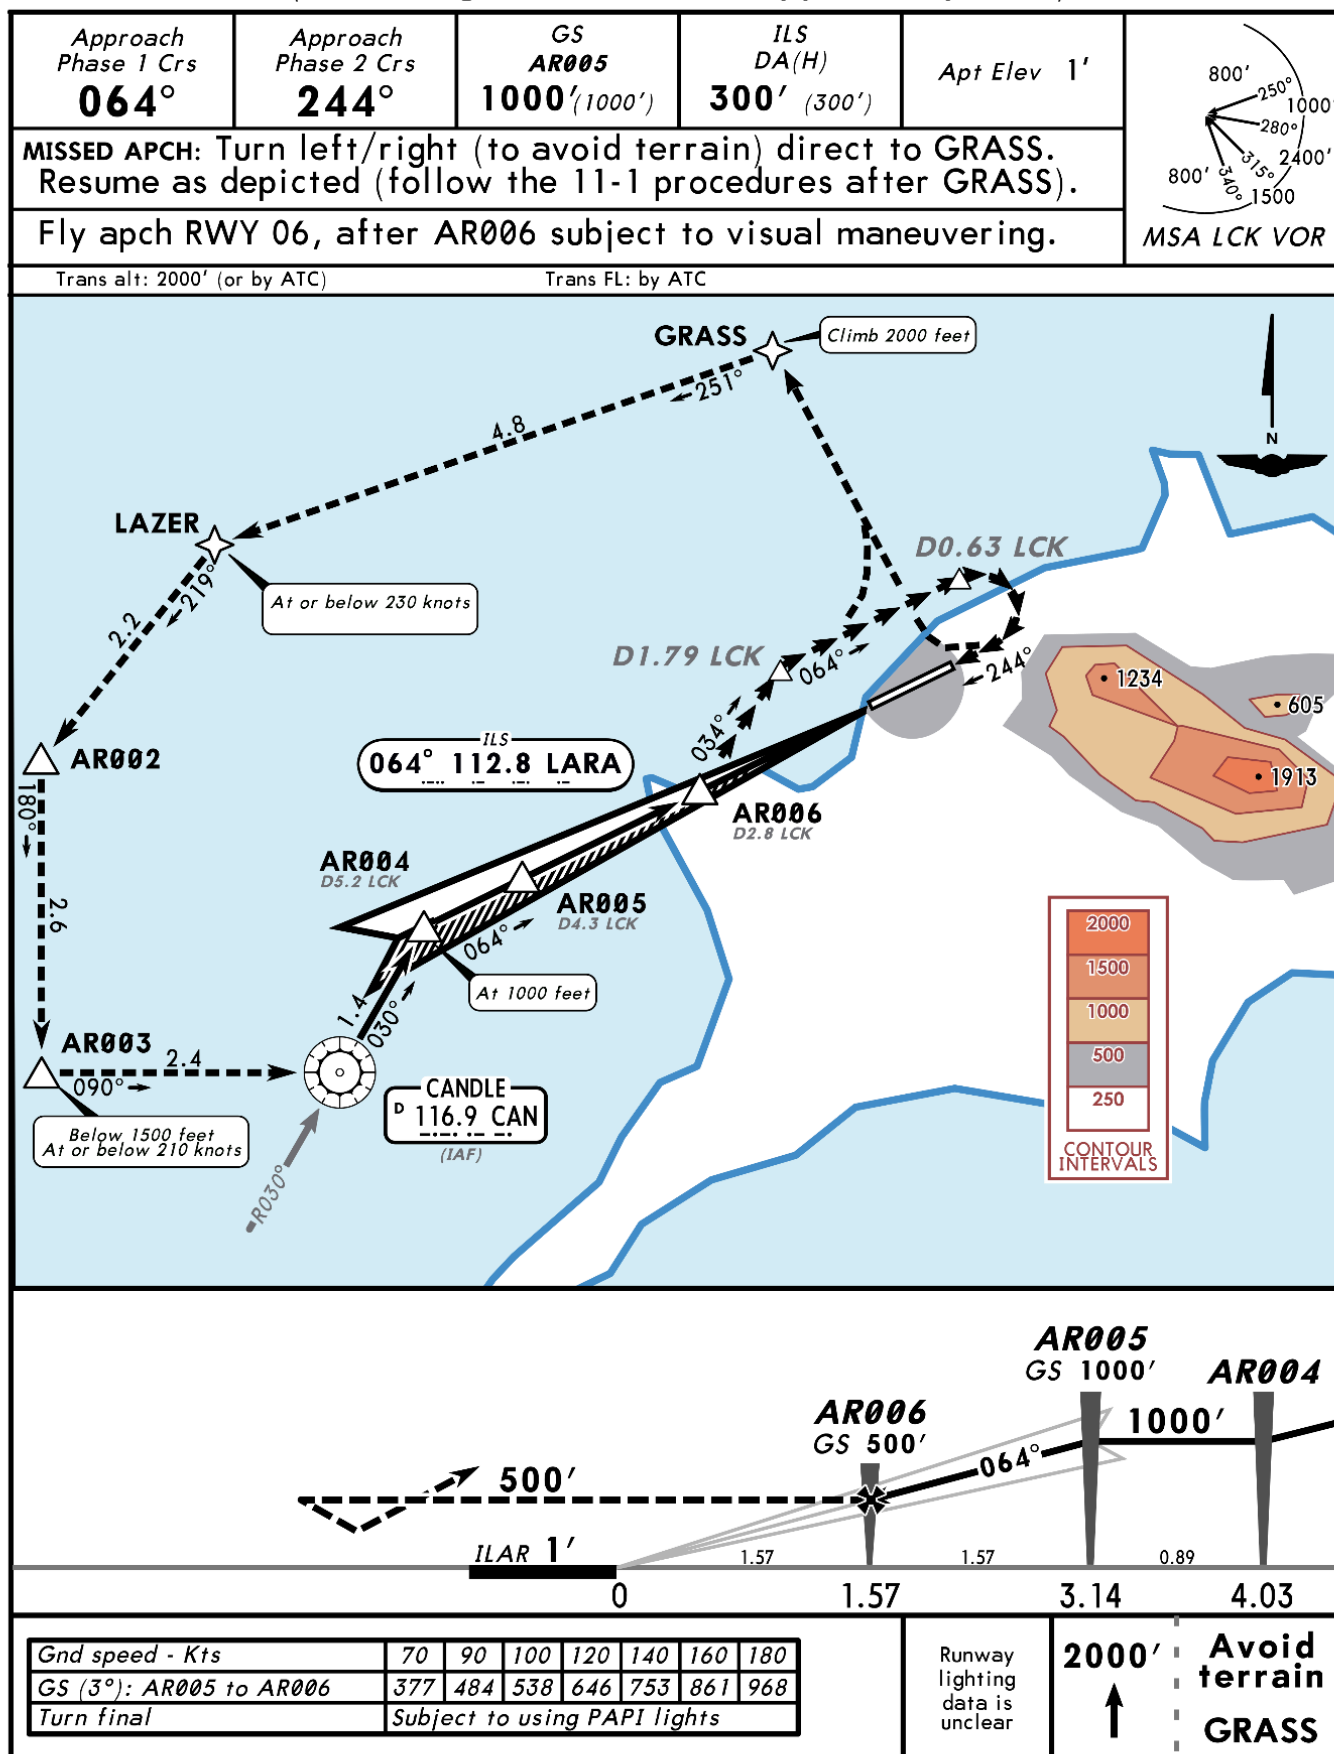 Approach
Phase 1 Crs
064°
Approach
Phase 2 Crs
244°
GS
AR005
1000' (1000')
ILS
DA(H)
300' (300')
Apt Elev 1'
MISSED APCH: Turn left/right (to avoid terrain) direct to GRASS.
Resume as depicted (follow the 11-1 procedures after GRASS).
Fly apch RWY 06, after AR006 subject to visual maneuvering.
800'
250°
1000'
280°
2400'
315°
800'
340°
1500
MSA LCK VOR
Trans alt: 2000' (or by ATC)
Trans FL: by ATC
GRASS
Climb 2000 feet
251°
4.8
N
LAZER
D0.63 LCK
219°
At or below 230 knots
2.2
D1.79 LCK
064°
244°
1234
605
034°
ILS
064° 112.8 LARA
AR002
1913
180°
AR006
D2.8 LCK
AR004
D5.2 LCK
AR005
D4.3 LCK
2.6
064°
2000
1500
1000
500
250
CONTOUR
INTERVALS
At 1000 feet
1.4
030°
AR003
2.4
090°
CANDLE
D 116.9 CAN
(IAF)
Below 1500 feet
At or below 210 knots
R030°
AR005
GS 1000'
AR004
AR006
GS 500'
1000'
064°
500'
ILAR 1'
1.57
1.57
0.89
0
1.57
3.14
4.03
Gnd speed - Kts 70 90 100 120 140 160 180
GS (3°): AR005 to AR006 377 484 538 646 753 861 968
Turn final Subject to using PAPI lights
Runway
lighting
data is
unclear
2000'
Avoid
terrain
GRASS